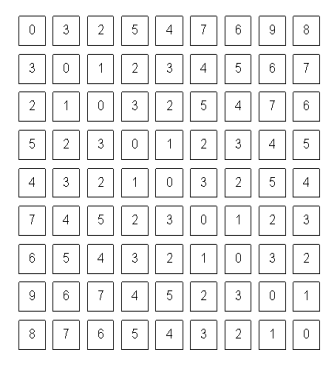 0 3 2 5 4 7 6 9 8
3 0 1 2 3 4 5 6 7
2 1 0 3 2 5 4 7 6
5 2 3 0 1 2 3 4 5
4 3 2 1 0 3 2 5 4
7 4 5 2 3 0 1 2 3
6 5 4 3 2 1 0 3 2
9 6 7 4 5 2 3 0 1
8 7 6 5 4 3 2 1 0